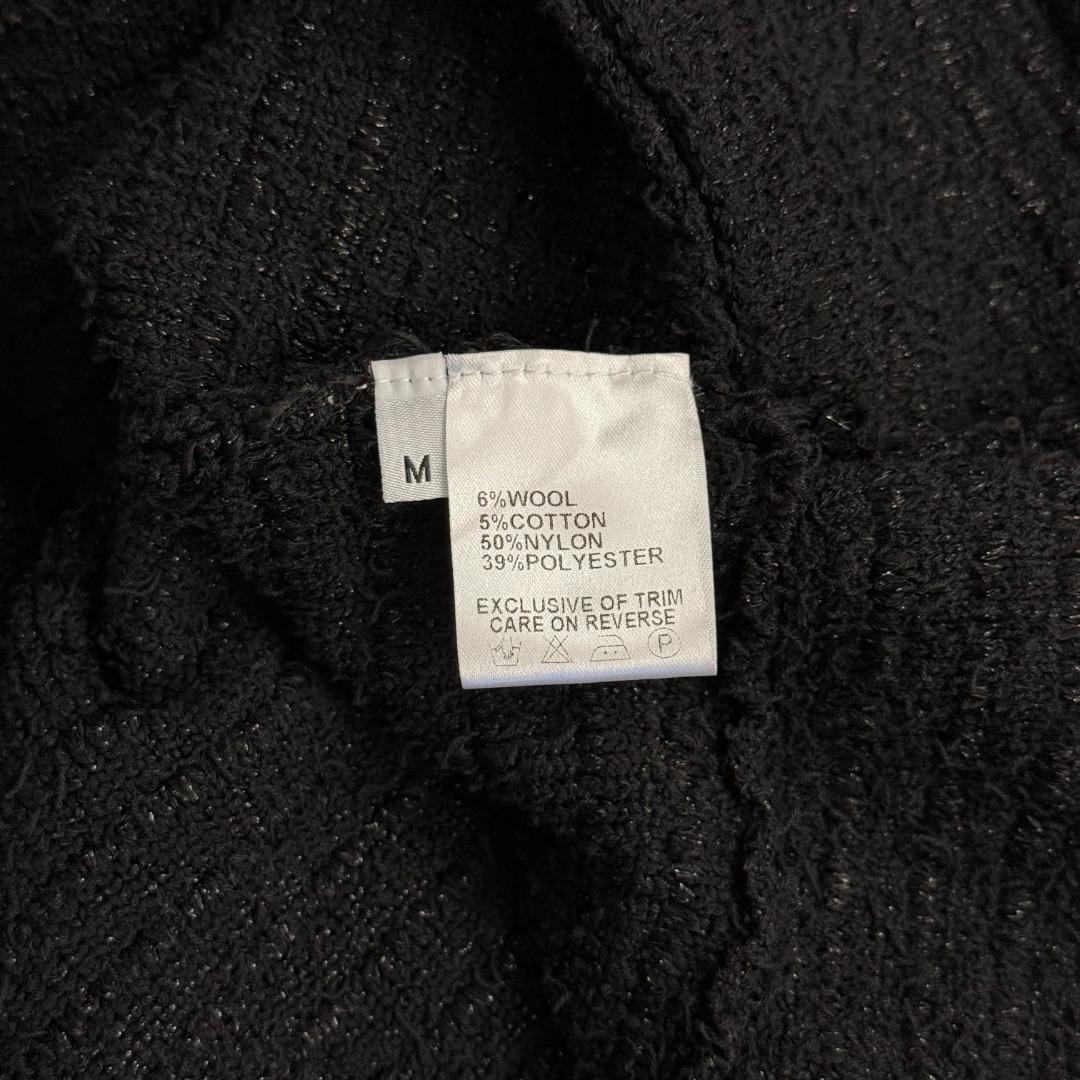 M
6%WOOL
5%COTTON
50%NYLON
39%POLYESTER
EXCLUSIVE OF TRIM
CARE ON REVERSE
P